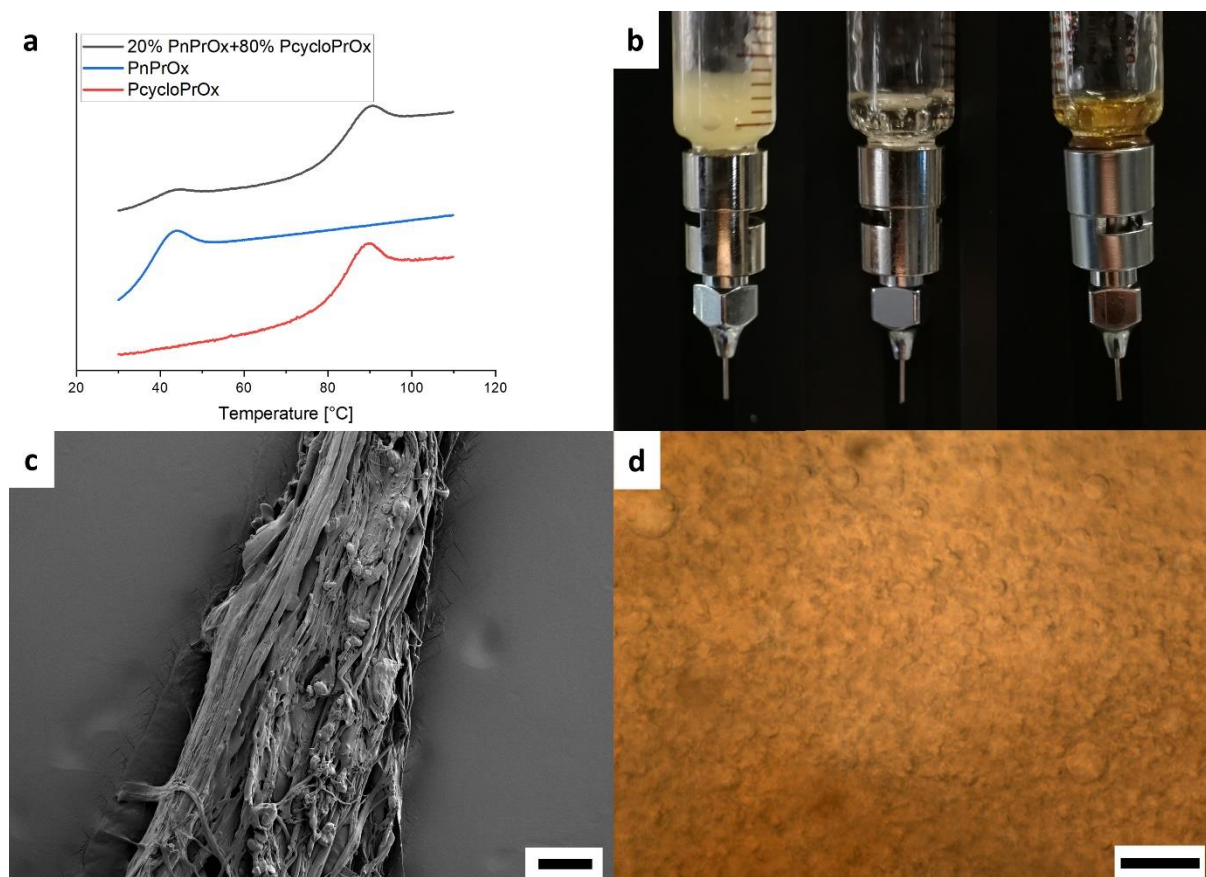 a
20% PnPrOx+80% PcycloPrOx
PnPrOx
PcycloPrOx
20
40
60
80
100
120
Temperature [°C]
b
c
d